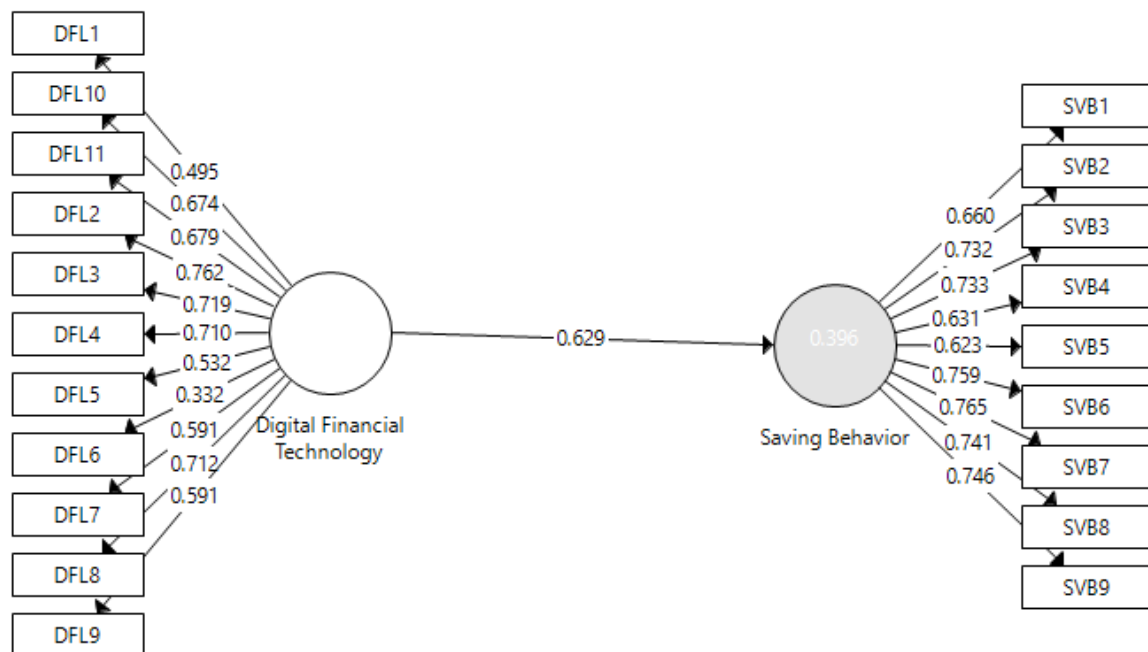 DFL1
DFL10
DFL11
DFL2
DFL3
DFL4
DFL5
DFL6
DFL7
DFL8
DFL9
0.495
0.674
0.679
0.762
0.719
0.710
0.532
0.332
0.591
0.712
0.591
Digital Financial
Technology
0.629
0.396
Saving Behavior
0.660
0.732
0.733
0.631
0.623
0.759
0.765
0.741
0.746
SVB1
SVB2
SVB3
SVB4
SVB5
SVB6
SVB7
SVB8
SVB9